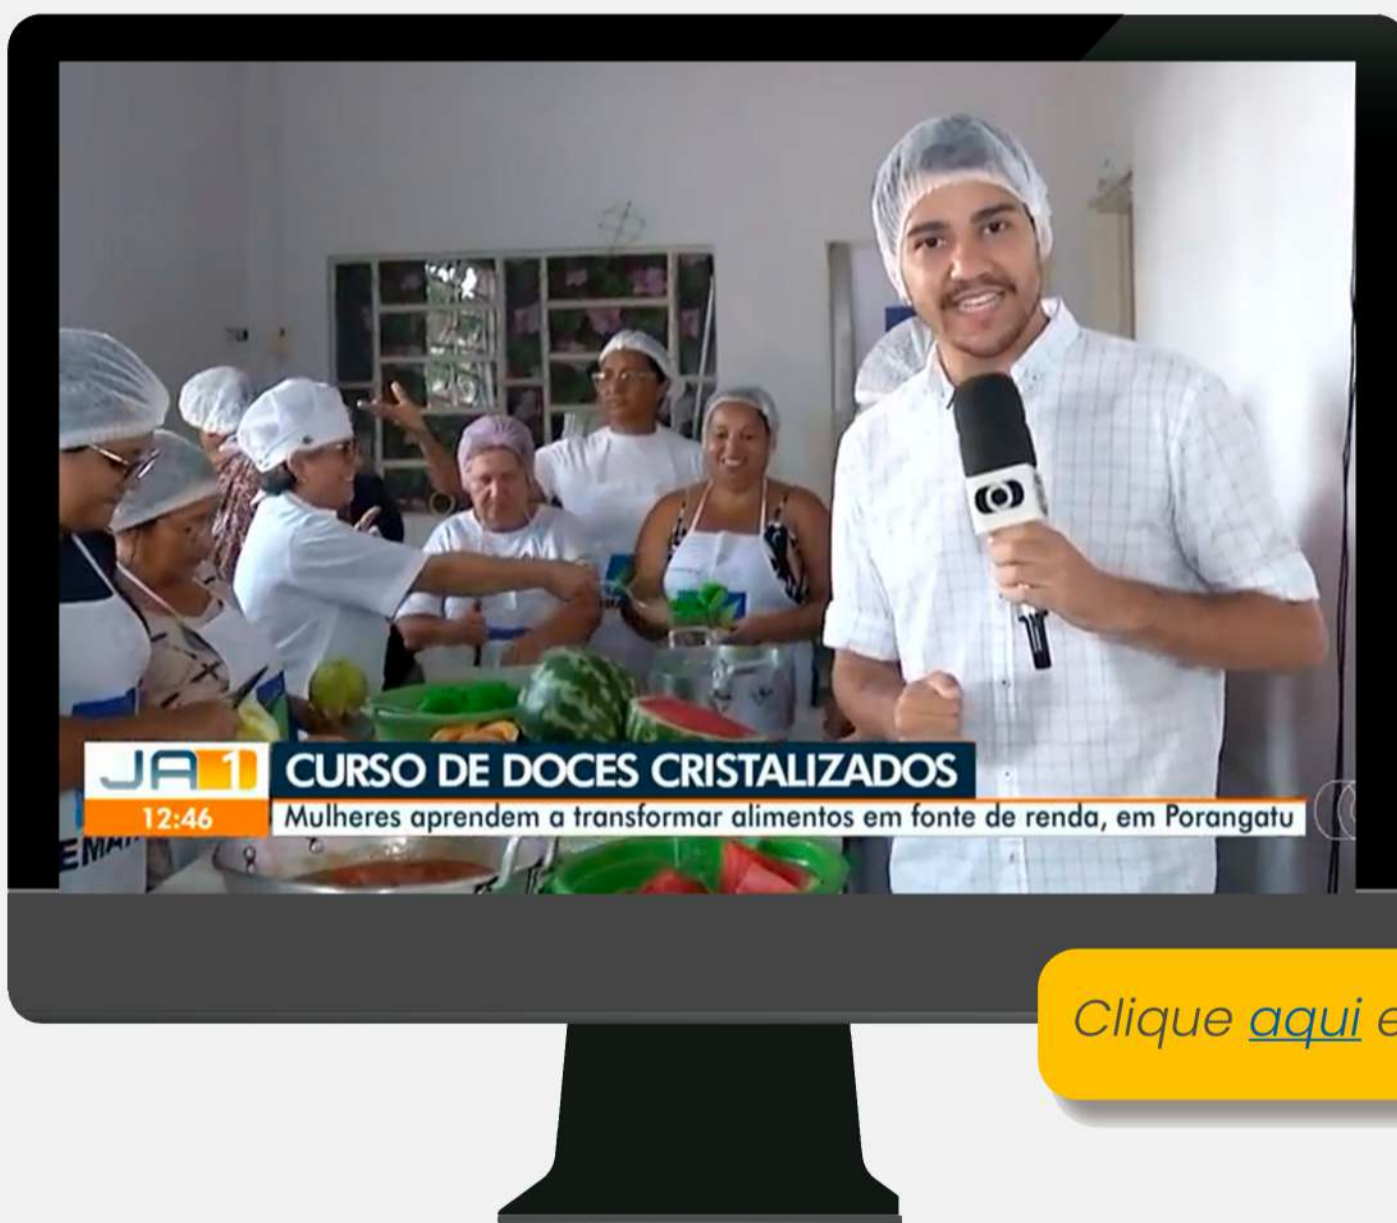 JA1
CURSO DE DOCES CRISTALIZADOS
12:46
Mulheres aprendem a transformar alimentos em fonte de renda, em Porangatu
Clique aqui e